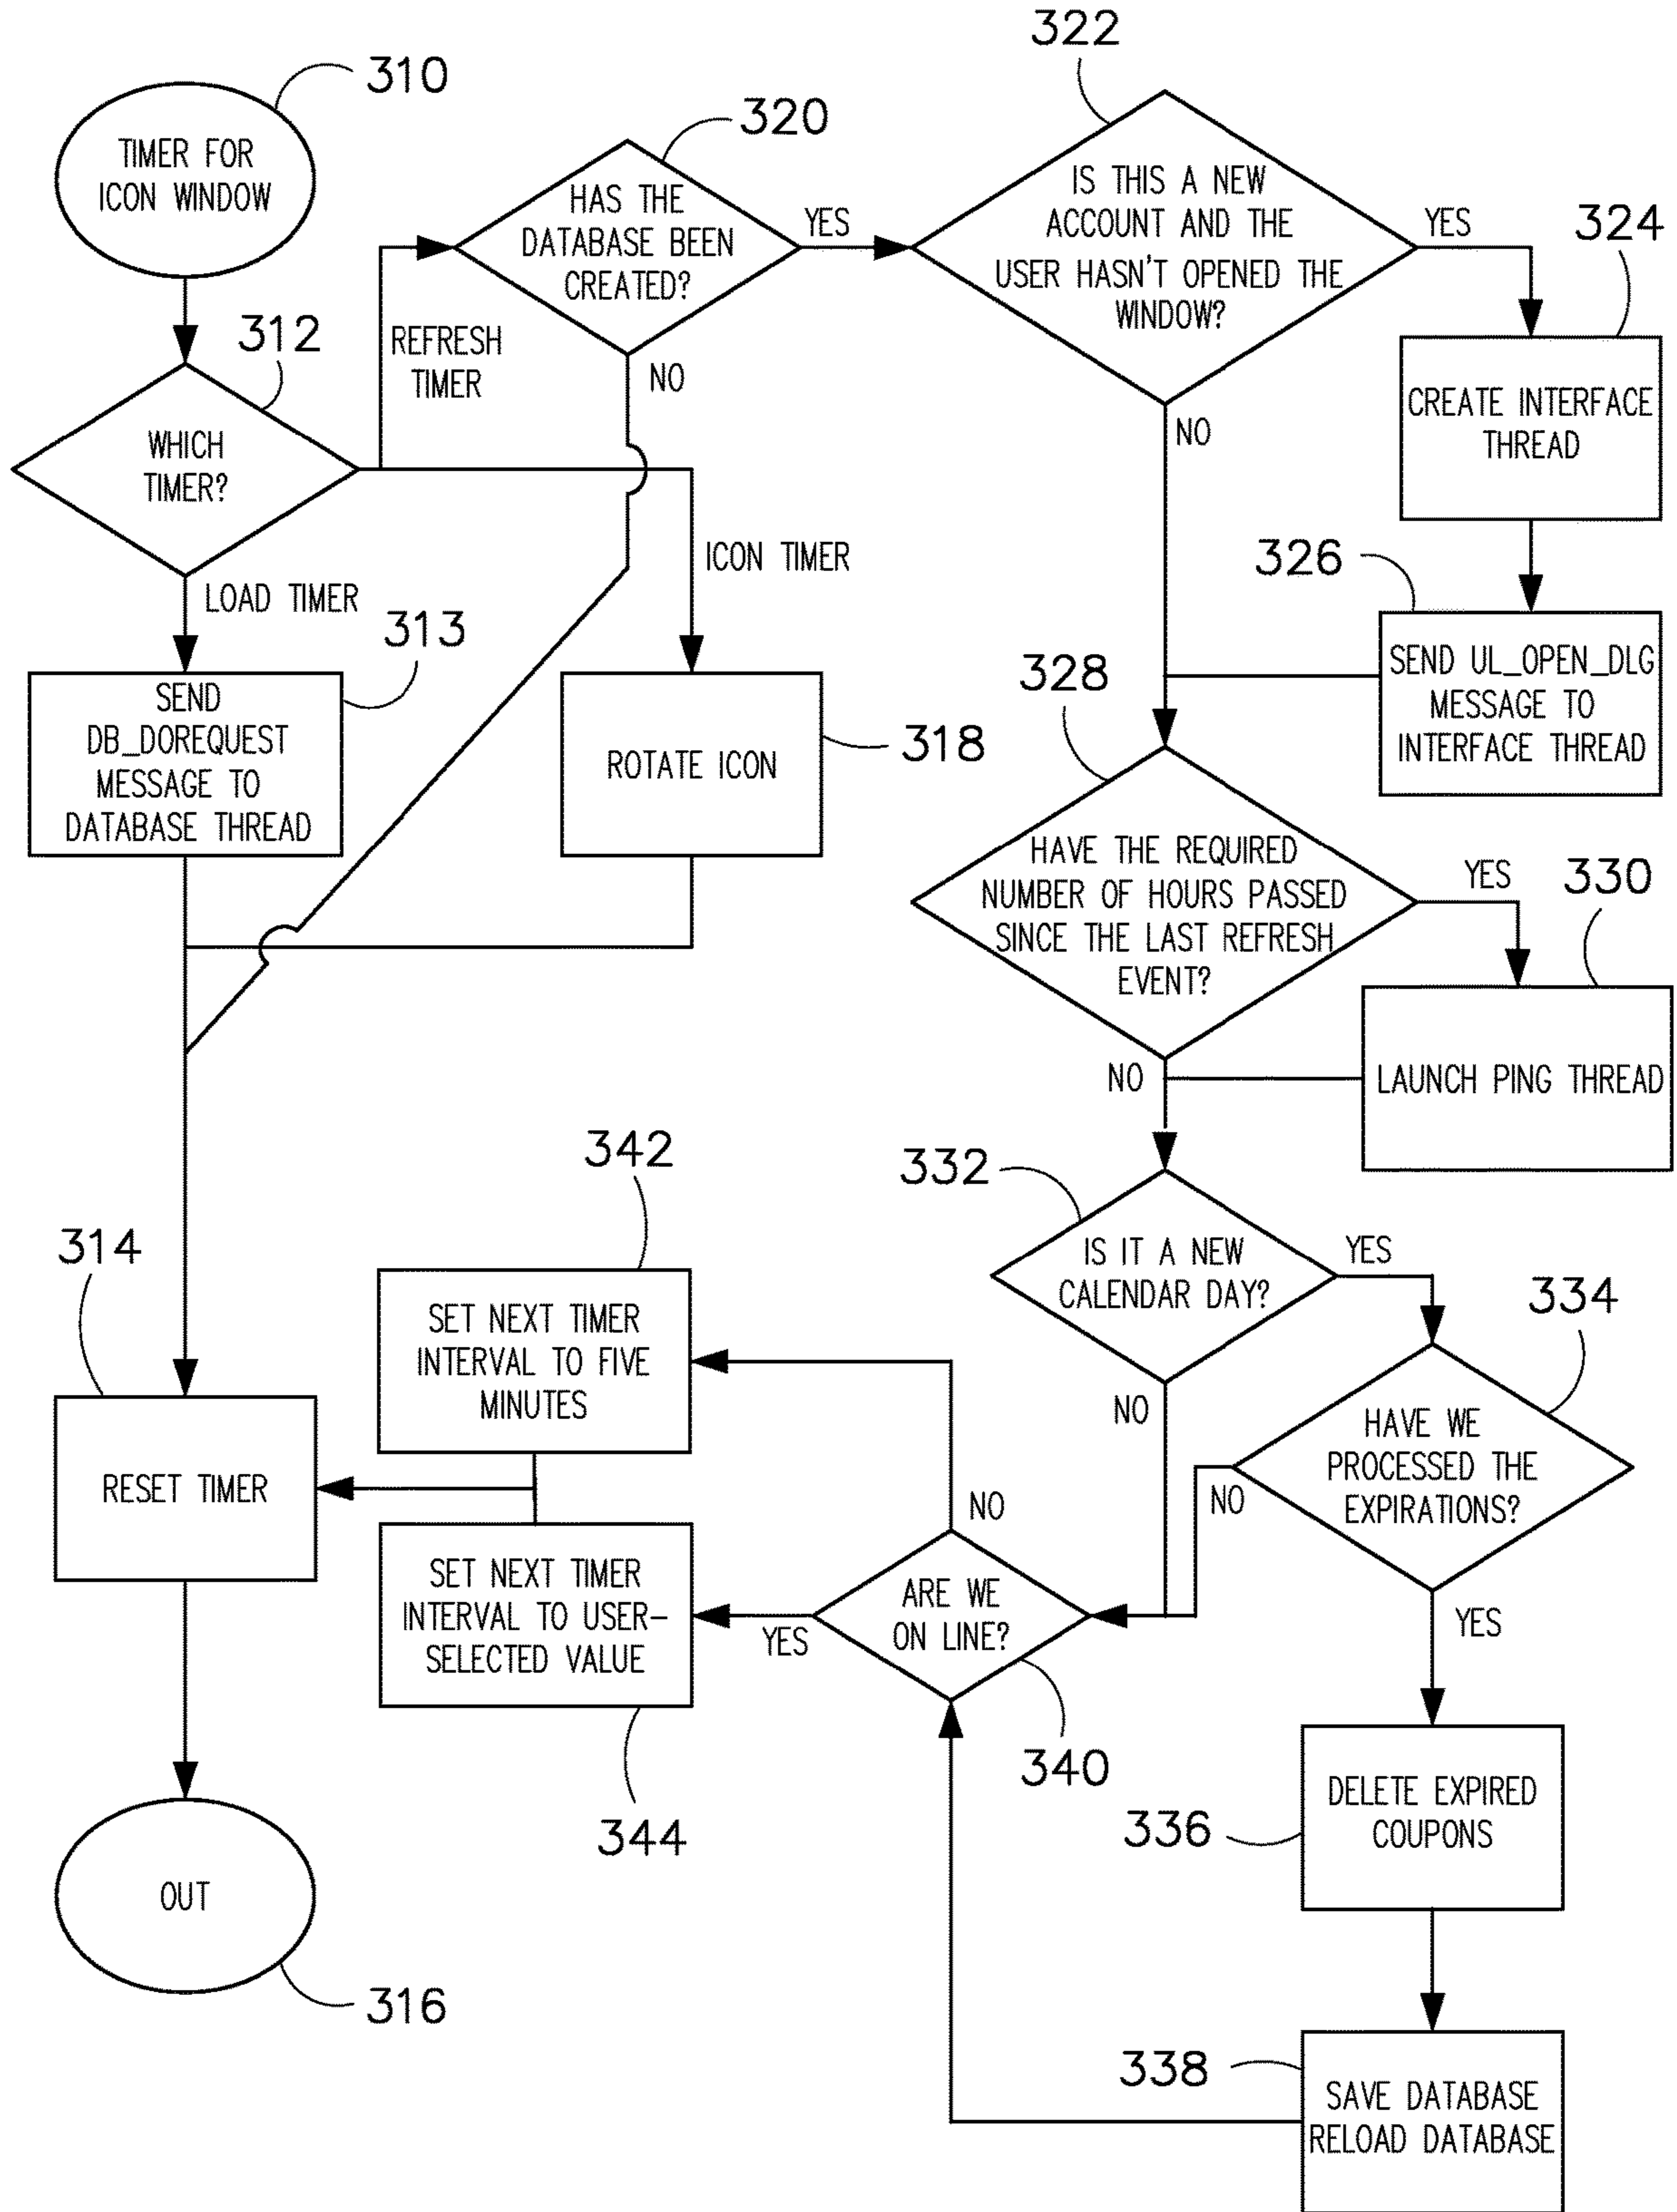 310
TIMER FOR
ICON WINDOW
312
WHICH
TIMER?
REFRESH
TIMER
ICON TIMER
LOAD TIMER
313
SEND
DB_DOREQUEST
MESSAGE TO
DATABASE THREAD
318
ROTATE ICON
320
HAS THE
DATABASE BEEN
CREATED?
YES
NO
322
IS THIS A NEW
ACCOUNT AND THE
USER HASN'T OPENED THE
WINDOW?
YES
NO
324
CREATE INTERFACE
THREAD
326
SEND UL_OPEN_DLG
MESSAGE TO
INTERFACE THREAD
328
HAVE THE REQUIRED
NUMBER OF HOURS PASSED
SINCE THE LAST REFRESH
EVENT?
YES
NO
330
LAUNCH PING THREAD
332
IS IT A NEW
CALENDAR DAY?
YES
NO
334
HAVE WE
PROCESSED THE
EXPIRATIONS?
NO
YES
336
DELETE EXPIRED
COUPONS
338
SAVE DATABASE
RELOAD DATABASE
340
ARE WE
ON LINE?
NO
YES
342
SET NEXT TIMER
INTERVAL TO FIVE
MINUTES
344
SET NEXT TIMER
INTERVAL TO USER-
SELECTED VALUE
314
RESET TIMER
316
OUT